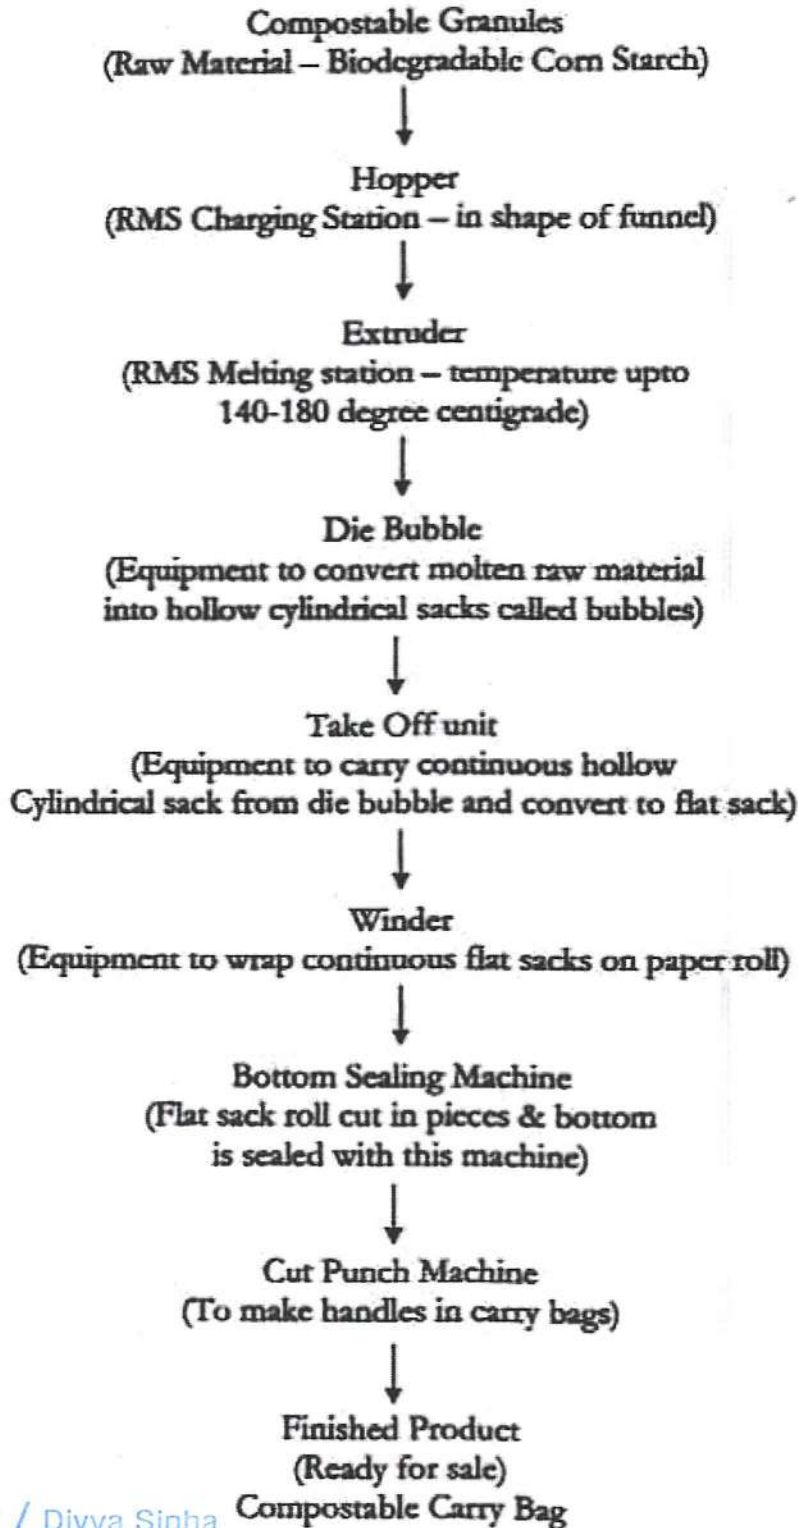 Compostable Granules
(Raw Material – Biodegradable Corn Starch)
Hopper
(RMS Charging Station – in shape of funnel)
Extruder
(RMS Melting station – temperature upto
140-180 degree centigrade)
Die Bubble
(Equipment to convert molten raw material
into hollow cylindrical sacks called bubbles)
Take Off unit
(Equipment to carry continuous hollow
Cylindrical sack from die bubble and convert to flat sack)
Winder
(Equipment to wrap continuous flat sacks on paper roll)
Bottom Sealing Machine
(Flat sack roll cut in pieces & bottom
is sealed with this machine)
Cut Punch Machine
(To make handles in carry bags)
Finished Product
(Ready for sale)
Compostable Carry Bag
/ Divya Sinha